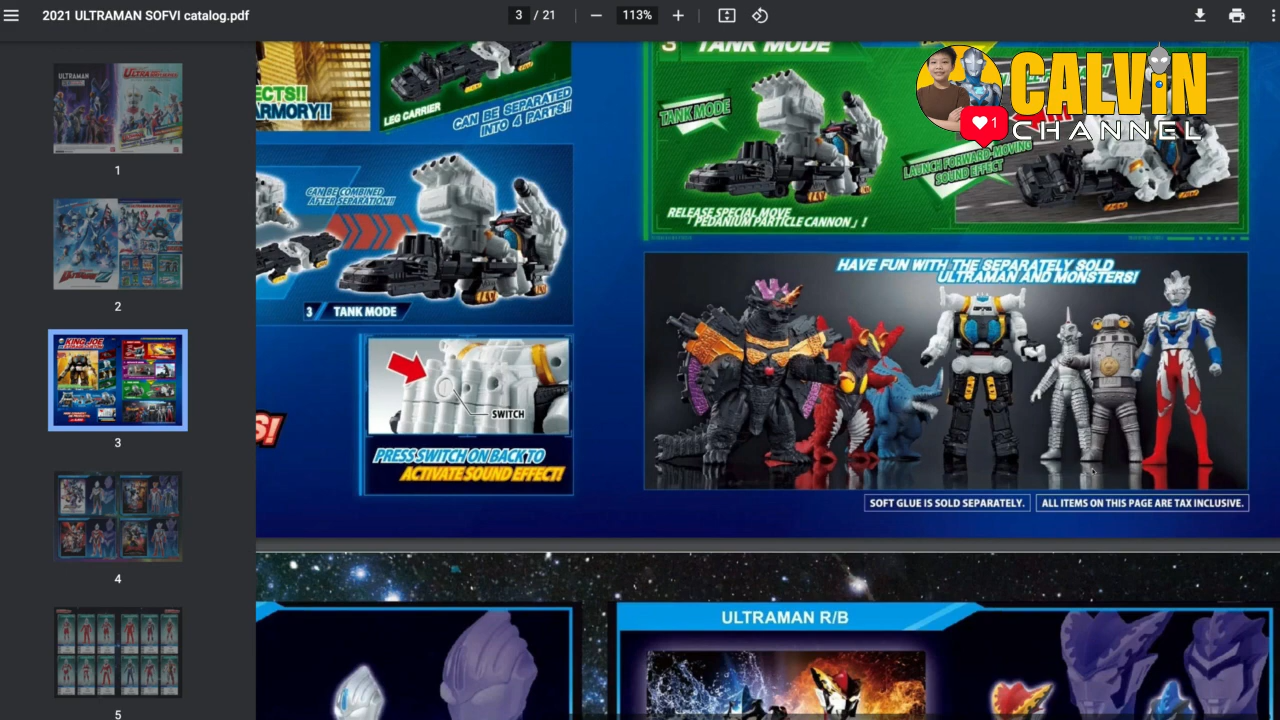 2021 ULTRAMAN SOFVI catalog.pdf
3 / 21
113%
1
2
3
4
5
ECTS!!
ARMORY!!
LEG CARRIER
CAN BE SEPARATED
INTO 4 PARTS!!
CAN BE COMBINED
AFTER SEPARATION!!
3 TANK MODE
S!
SWITCH
PRESS SWITCH ON BACK TO
ACTIVATE SOUND EFFECT!
3 TANK MODE
TANK MODE
LAUNCH FORWARD-MOVING
SOUND EFFECT
RELEASE SPECIAL MOVE
「PEDANIUM PARTICLE CANNON」!
CALViN
CHANNEL
1
HAVE FUN WITH THE SEPARATELY SOLD
ULTRAMAN AND MONSTERS!
SOFT GLUE IS SOLD SEPARATELY.
ALL ITEMS ON THIS PAGE ARE TAX INCLUSIVE.
ULTRAMAN R/B